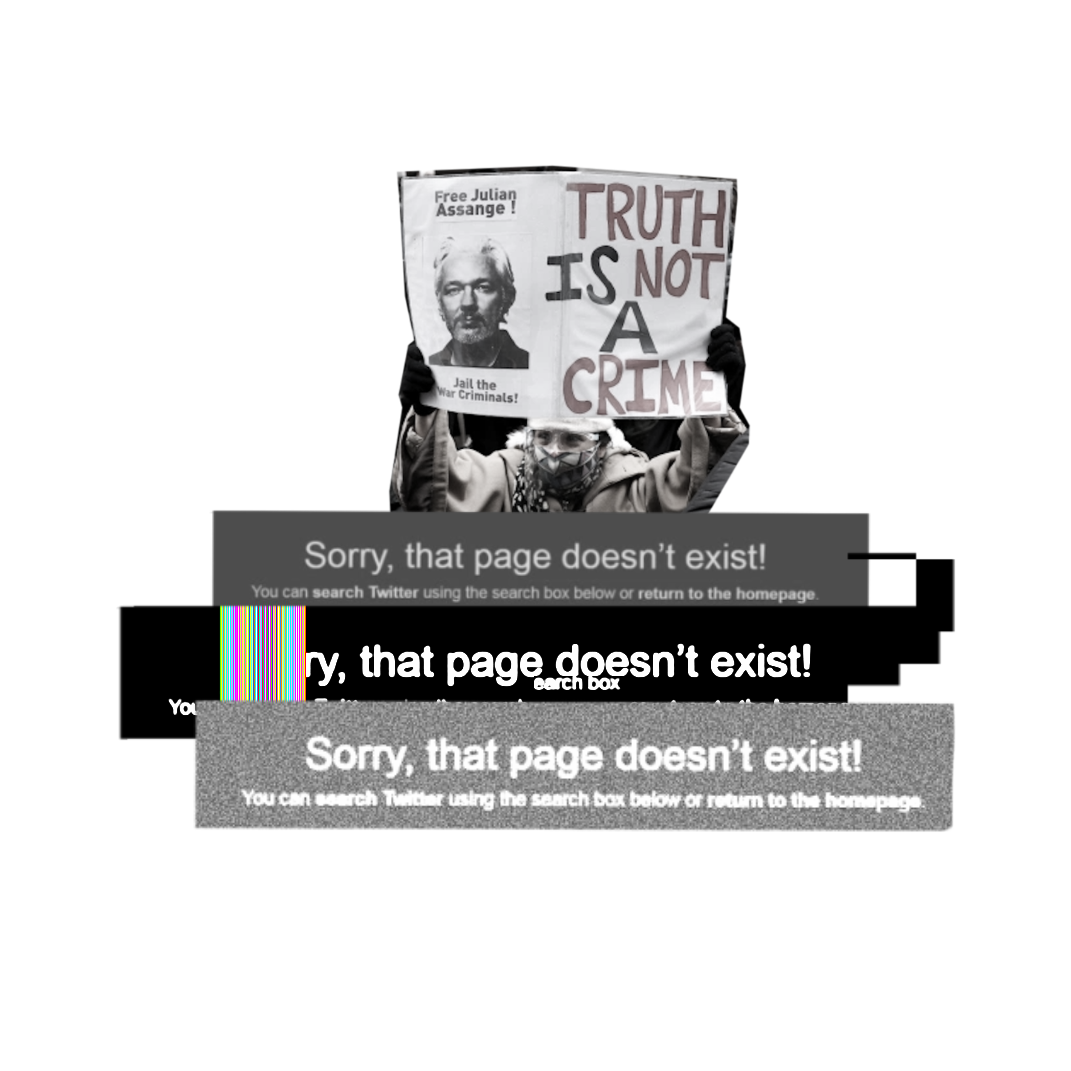 Free Julian
Assange !
Jail the
War Criminals!
TRUTH
IS NOT
A
CRIME
Sorry, that page doesn't exist!
You can search Twitter using the search box below or return to the homepage.
ry, that page doesn't exist!
earch box
You
Sorry, that page doesn't exist!
You can search Twitter using the search box below or return to the homepage.